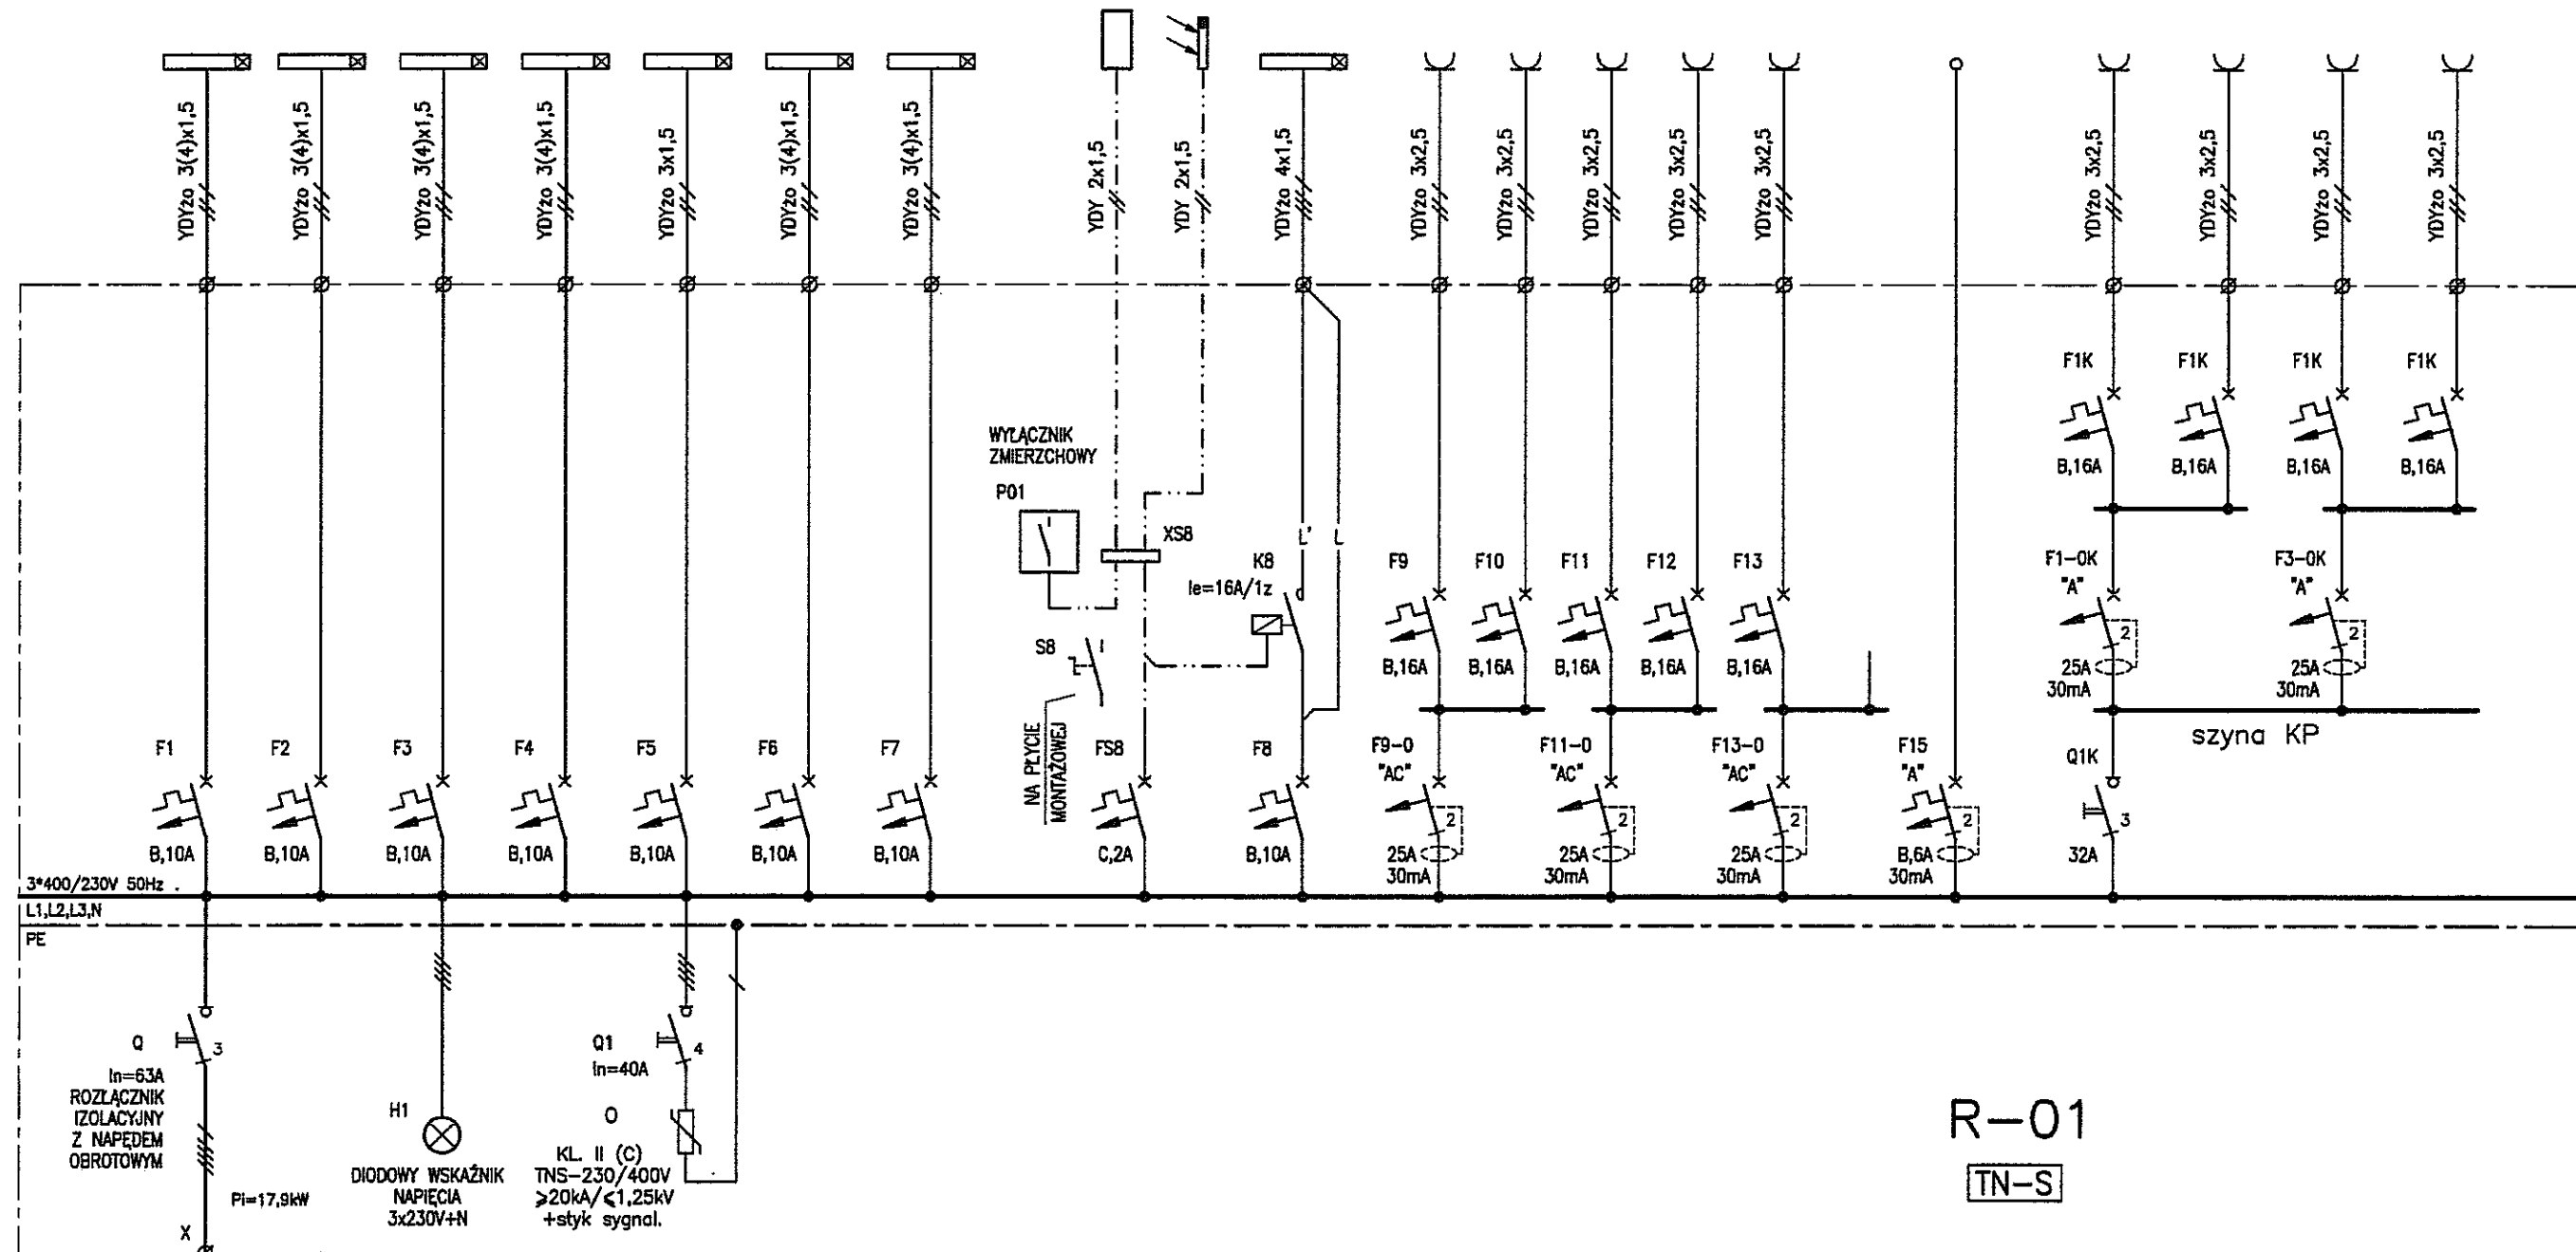 YDYżo 3(4)x1,5
YDYżo 3(4)x1,5
YDYżo 3(4)x1,5
YDYżo 3(4)x1,5
YDYżo 3x1,5
YDYżo 3(4)x1,5
YDYżo 3(4)x1,5
YDY 2x1,5
YDY 2x1,5
YDYżo 4x1,5
YDYżo 3x2,5
YDYżo 3x2,5
YDYżo 3x2,5
YDYżo 3x2,5
YDYżo 3x2,5
YDYżo 3x2,5
YDYżo 3x2,5
YDYżo 3x2,5
YDYżo 3x2,5
F1K
F1K
F1K
F1K
B,16A
B,16A
B,16A
B,16A
WYŁĄCZNIK
ZMIERZCHOWY
P01
XS8
L'
L
K8
Ie=16A/1z
F9
F10
F11
F12
F13
F1-0K
"A"
F3-0K
"A"
S8
B,16A
B,16A
B,16A
B,16A
B,16A
2
25A
30mA
2
25A
30mA
szyna KP
NA PŁYCIE
MONTAŻOWEJ
F1
F2
F3
F4
F5
F6
F7
FS8
F8
F9-0
"AC"
F11-0
"AC"
F13-0
"AC"
F15
"A"
Q1K
B,10A
B,10A
B,10A
B,10A
B,10A
B,10A
B,10A
C,2A
B,10A
2
25A
30mA
2
25A
30mA
2
25A
30mA
2
B,6A
30mA
3
32A
3*400/230V 50Hz
L1,L2,L3,N
PE
Q
3
In=63A
ROZŁĄCZNIK
IZOLACYJNY
Z NAPĘDEM
OBROTOWYM
Pi=17,9kW
X
H1
DIODOWY WSKAŹNIK
NAPIĘCIA
3x230V+N
Q1
4
In=40A
O
KL. II (C)
TNS-230/400V
≥20kA/≤1,25kV
+styk sygnal.
R-01
TN-S